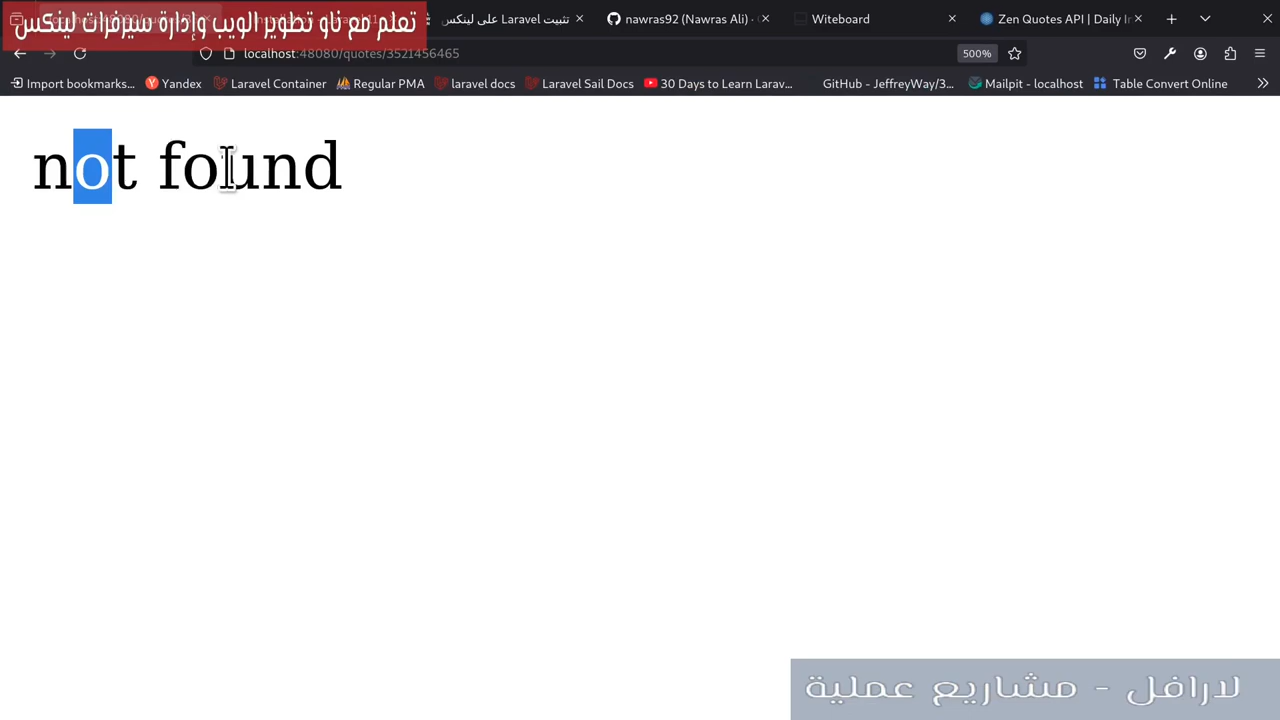 تعلم مع ناو تطوير الويب وإدارة سيرفرات لينكس
تثبيت Laravel على لينكس
nawras92 (Nawras Ali)
Witeboard
Zen Quotes API | Daily In
localhost:48080/quotes/3521456465
500%
Import bookmarks...
Yandex
Laravel Container
Regular PMA
laravel docs
Laravel Sail Docs
30 Days to Learn Larav...
GitHub - JeffreyWay/3...
Mailpit - localhost
Table Convert Online
not found
لارافل - مشاريع عملية